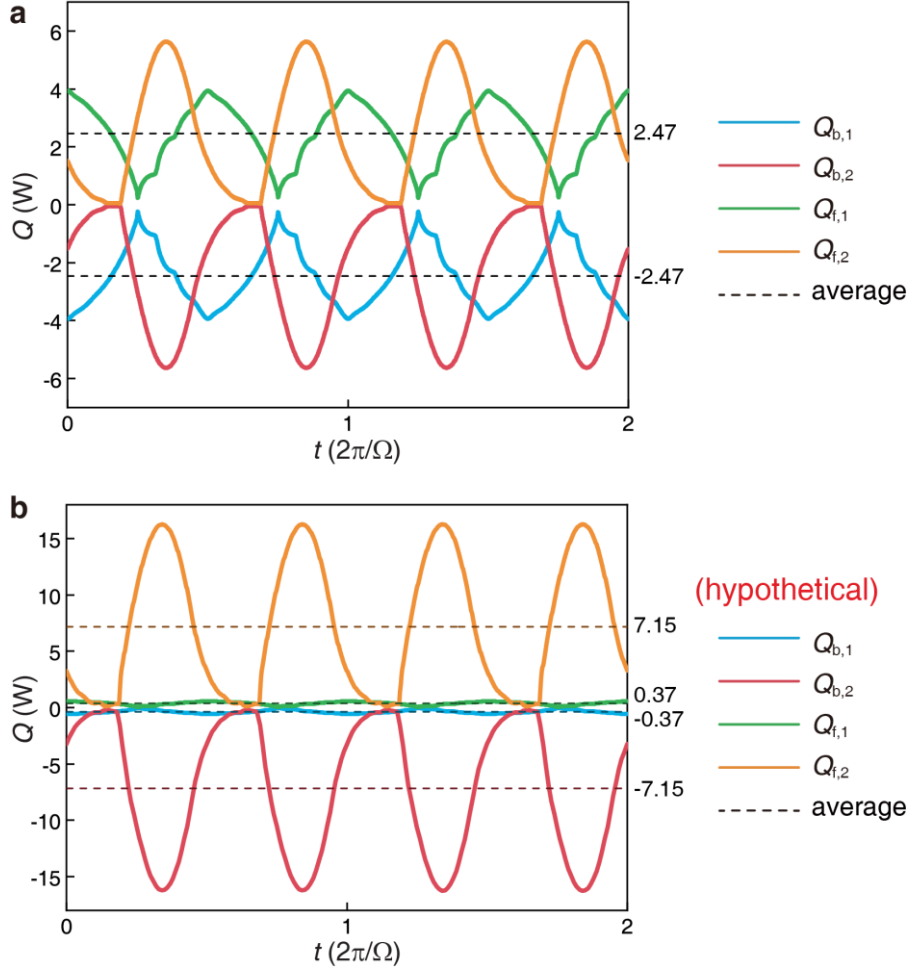 a
6
4
2
0
-2
-4
-6
Q (W)
0
1
2
t (2π/Ω)
2.47
-2.47
Q_b,1
Q_b,2
Q_f,1
Q_f,2
average
b
15
10
5
0
-5
-10
-15
Q (W)
0
1
2
t (2π/Ω)
7.15
0.37
-0.37
-7.15
(hypothetical)
Q_b,1
Q_b,2
Q_f,1
Q_f,2
average